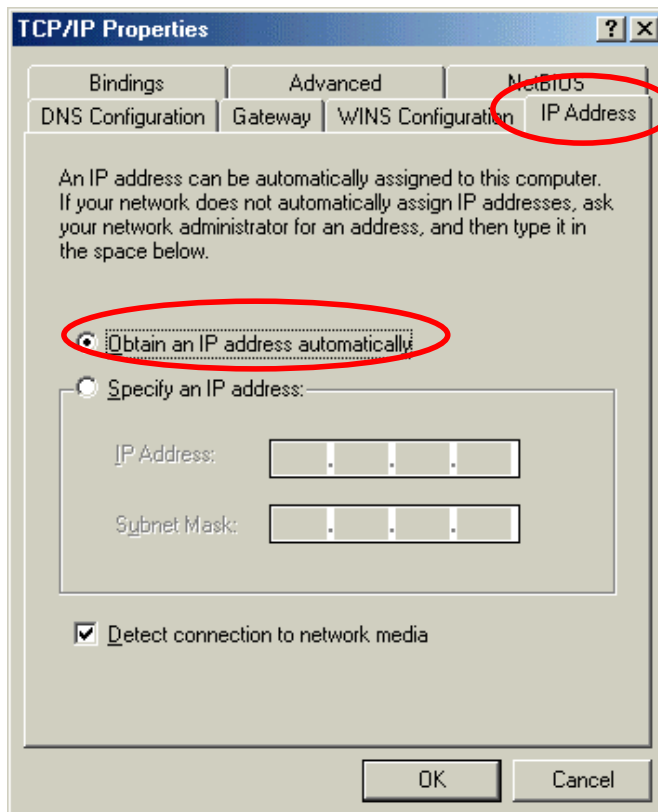 TCP/IP Properties
Bindings Advanced NetBIOS
DNS Configuration Gateway WINS Configuration IP Address
An IP address can be automatically assigned to this computer.
If your network does not automatically assign IP addresses, ask
your network administrator for an address, and then type it in
the space below.
Obtain an IP address automatically
Specify an IP address:
IP Address:
. . .
Subnet Mask:
. . .
Detect connection to network media
OK Cancel